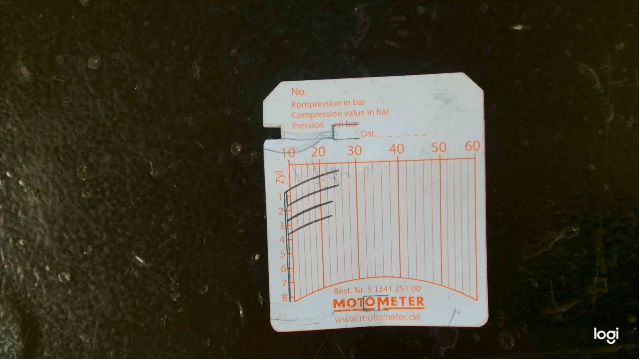 No.
Kompression in bar
Compression value in bar
Pression en bar
Dat.
10 20 30 40 50 60
Zyl.
1
2
3
4
5
6
7
8
Best. Nr. 5 1341 251 00
MOTOMETER
www.motometer.de
logi